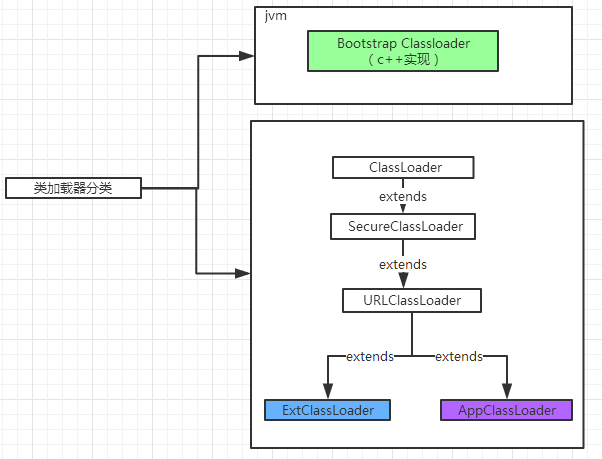 jvm
Bootstrap Classloader
（c++实现）
类加载器分类
ClassLoader
extends
SecureClassLoader
extends
URLClassLoader
extends
extends
ExtClassLoader
AppClassLoader